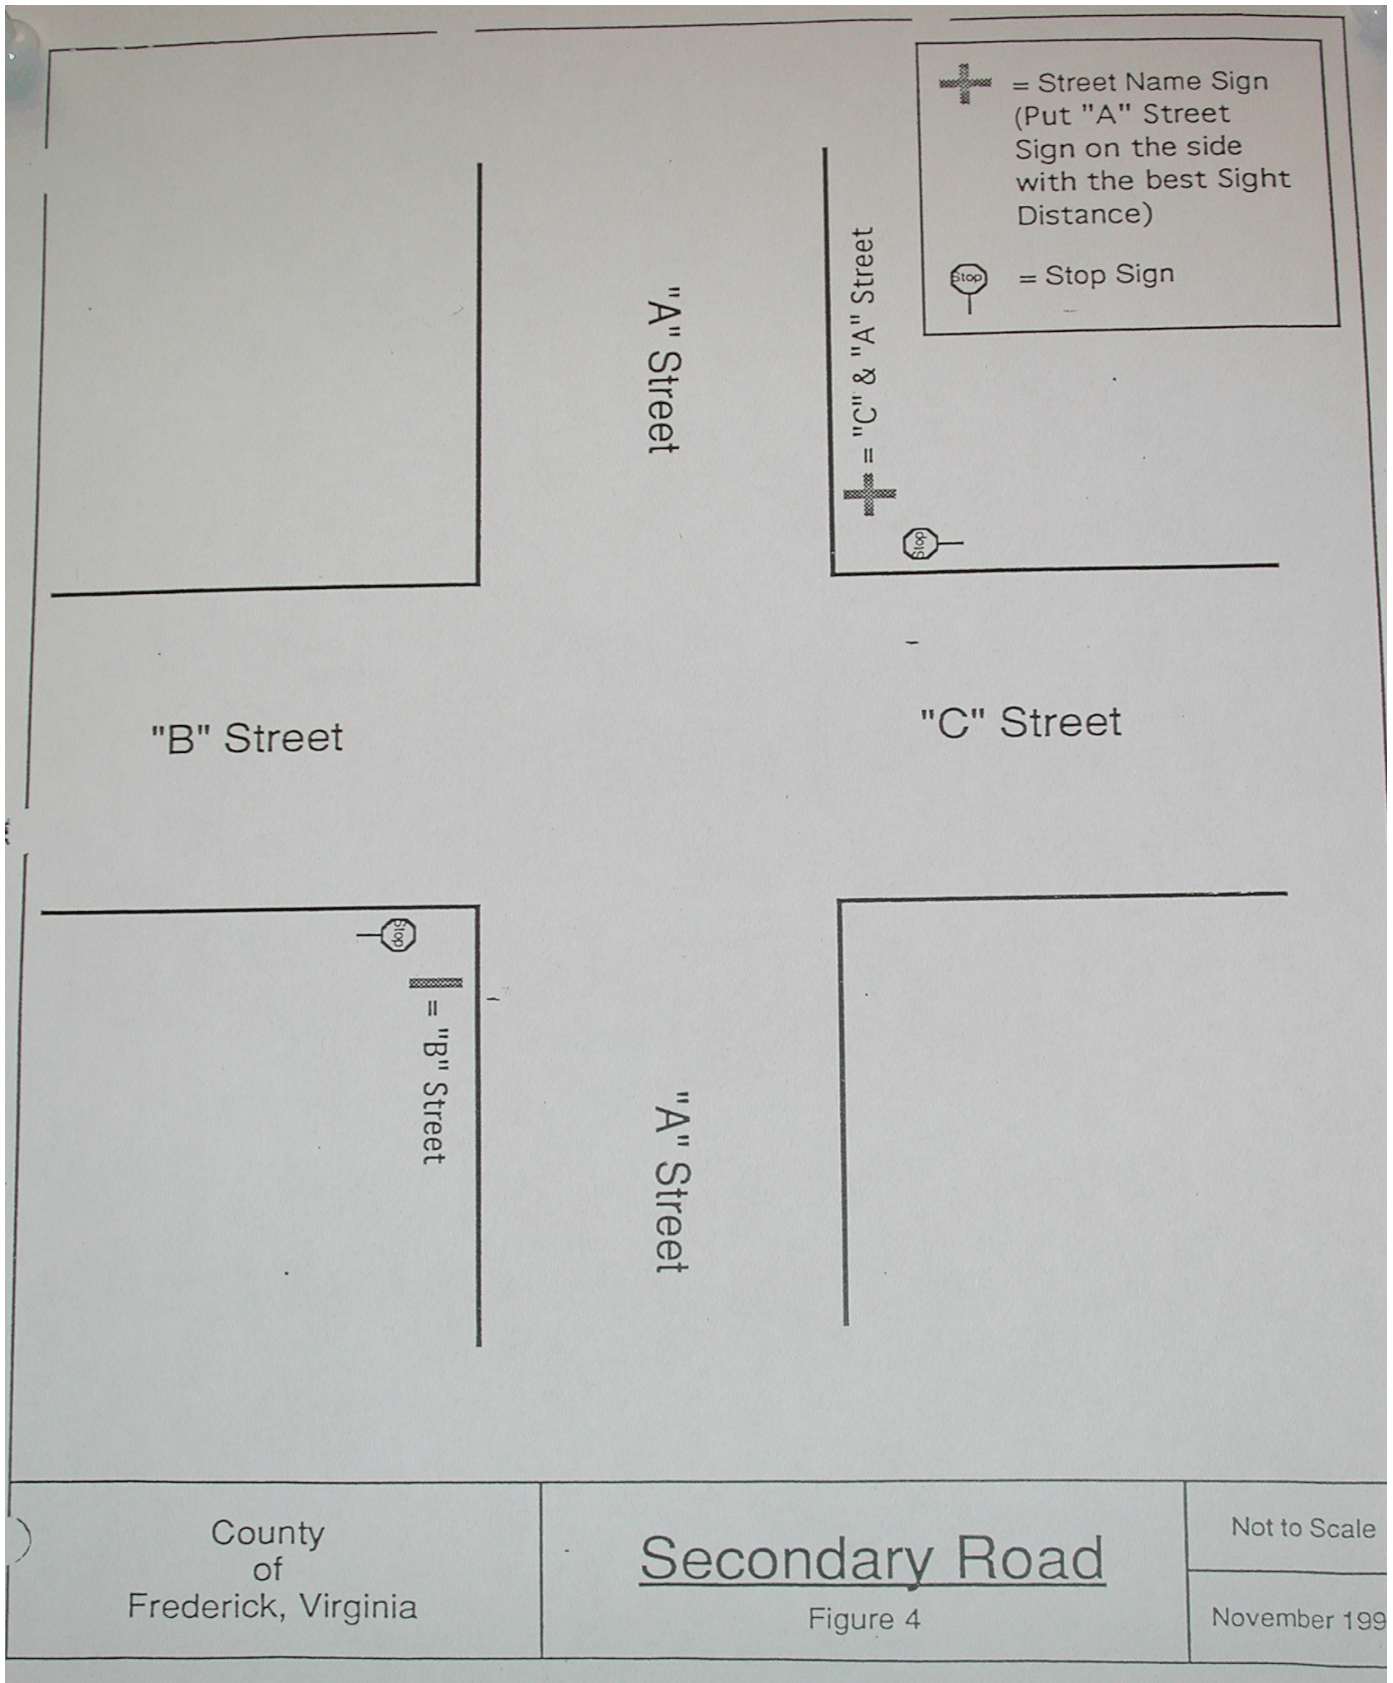 = Street Name Sign
(Put "A" Street
Sign on the side
with the best Sight
Distance)
Stop
= Stop Sign
"A" Street
= "C" & "A" Street
Stop
"B" Street
"C" Street
Stop
= "B" Street
"A" Street
County
of
Frederick, Virginia
Secondary Road
Figure 4
Not to Scale
November 199